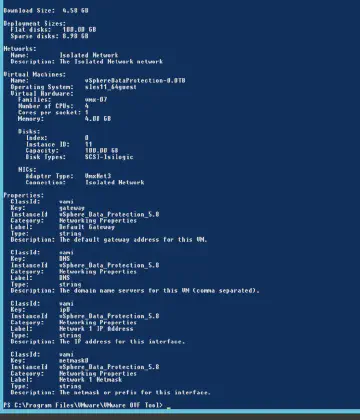 Download Size:  4.50 GB
Deployment Sizes:
Flat disks:   100.00 GB
Sparse disks: 8.98 GB
Networks:
Name:        Isolated Network
Description: The Isolated Network network
Virtual Machines:
Name:               vSphereDataProtection-0.0TB
Operating System:   sles11_64guest
Virtual Hardware:
Families:         vmx-07
Number of CPUs:   4
Cores per socket: 1
Memory:           4.00 GB
Disks:
Index:          0
Instance ID:    11
Capacity:       100.00 GB
Disk Types:     SCSI-lsilogic
NICs:
Adapter Type:   VmxNet3
Connection:     Isolated Network
Properties:
ClassId:     vami
Key:         gateway
InstanceId   vSphere_Data_Protection_5.8
Category:    Networking Properties
Label:       Default Gateway
Type:        string
Description: The default gateway address for this VM.
ClassId:     vami
Key:         DNS
InstanceId   vSphere_Data_Protection_5.8
Category:    Networking Properties
Label:       DNS
Type:        string
Description: The domain name servers for this VM (comma separated).
ClassId:     vami
Key:         ip0
InstanceId   vSphere_Data_Protection_5.8
Category:    Networking Properties
Label:       Network 1 IP Address
Type:        string
Description: The IP address for this interface.
ClassId:     vami
Key:         netmask0
InstanceId   vSphere_Data_Protection_5.8
Category:    Networking Properties
Label:       Network 1 Netmask
Type:        string
Description: The netmask or prefix for this interface.
PS C:\Program Files\VMware\VMware OVF Tool> _